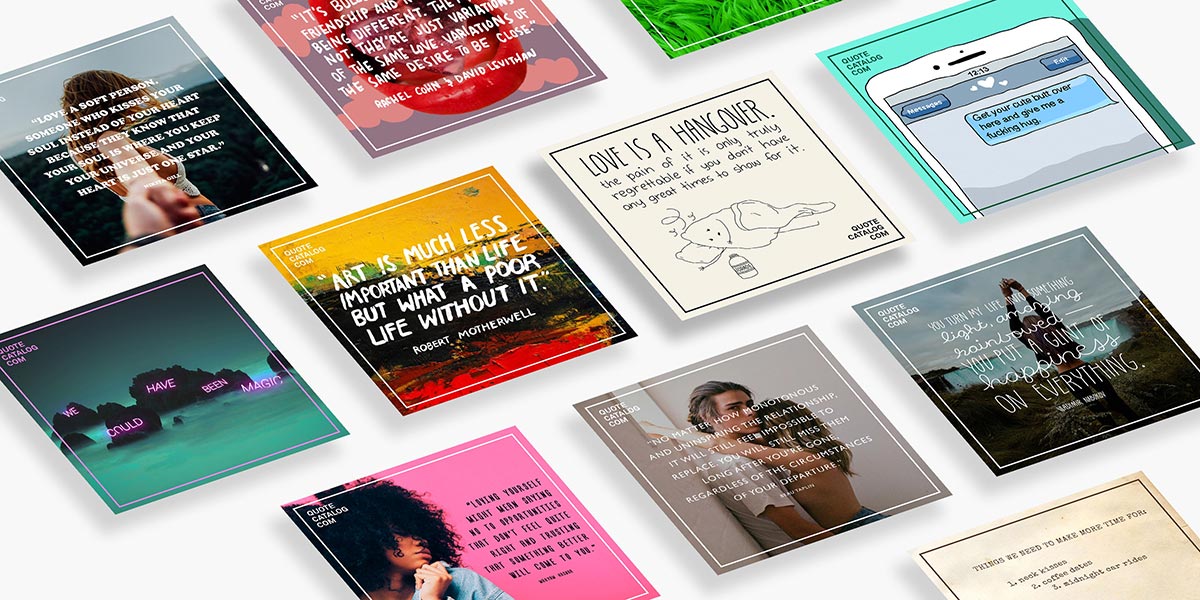 “LOVE A SOFT PERSON.
SOMEONE WHO KISSES YOUR
SOUL INSTEAD OF YOUR HEART
BECAUSE THEY KNOW THAT
YOUR SOUL IS WHERE YOU KEEP
YOUR UNIVERSE AND YOUR
HEART IS JUST ONE STAR.”
GILL
“IT'S
FRIENDSHIP AND
BEING DIFFERENT.
NOT. THEY'RE JUST VARIATIONS
OF THE SAME LOVE. VARIATIONS OF
THE SAME DESIRE TO BE CLOSE.”
RACHEL COHN & DAVID LEVITHAN
QUOTE
CATALOG
COM
12:13
Messages
Edit
Get your cute butt over
here and give me a
fucking hug.
LOVE IS A HANGOVER.
the pain of it is only truly
regrettable if you don't have
any great times to show for it.
QUOTE
CATALOG
COM
QUOTE
CATALOG
COM
“ART IS MUCH LESS
IMPORTANT THAN LIFE
BUT WHAT A POOR
LIFE WITHOUT IT.”
ROBERT MOTHERWELL
QUOTE
CATALOG
COM
WE COULD HAVE BEEN MAGIC
QUOTE
CATALOG
COM
YOU TURN MY LIFE INTO SOMETHING
light, amazing
rainbowed —
YOU PUT A GLINT OF
happiness
ON EVERYTHING.
VLADIMIR NABOKOV
QUOTE
CATALOG
COM
“NO MATTER HOW MONOTONOUS
AND UNINSPIRING THE RELATIONSHIP,
IT WILL STILL FEEL IMPOSSIBLE TO
REPLACE. YOU WILL STILL MISS THEM
LONG AFTER YOU'RE GONE
REGARDLESS OF THE CIRCUMSTANCES
OF YOUR DEPARTURE.”
BEAU TAPLIN
QUOTE
CATALOG
COM
“LOVING YOURSELF
MIGHT MEAN SAYING
NO TO OPPORTUNITIES
THAT DON'T FEEL QUITE
RIGHT AND TRUSTING
THAT SOMETHING BETTER
WILL COME TO YOU.”
THINGS WE NEED TO MAKE MORE TIME FOR:
1. neck kisses
2. coffee dates
3. midnight car rides